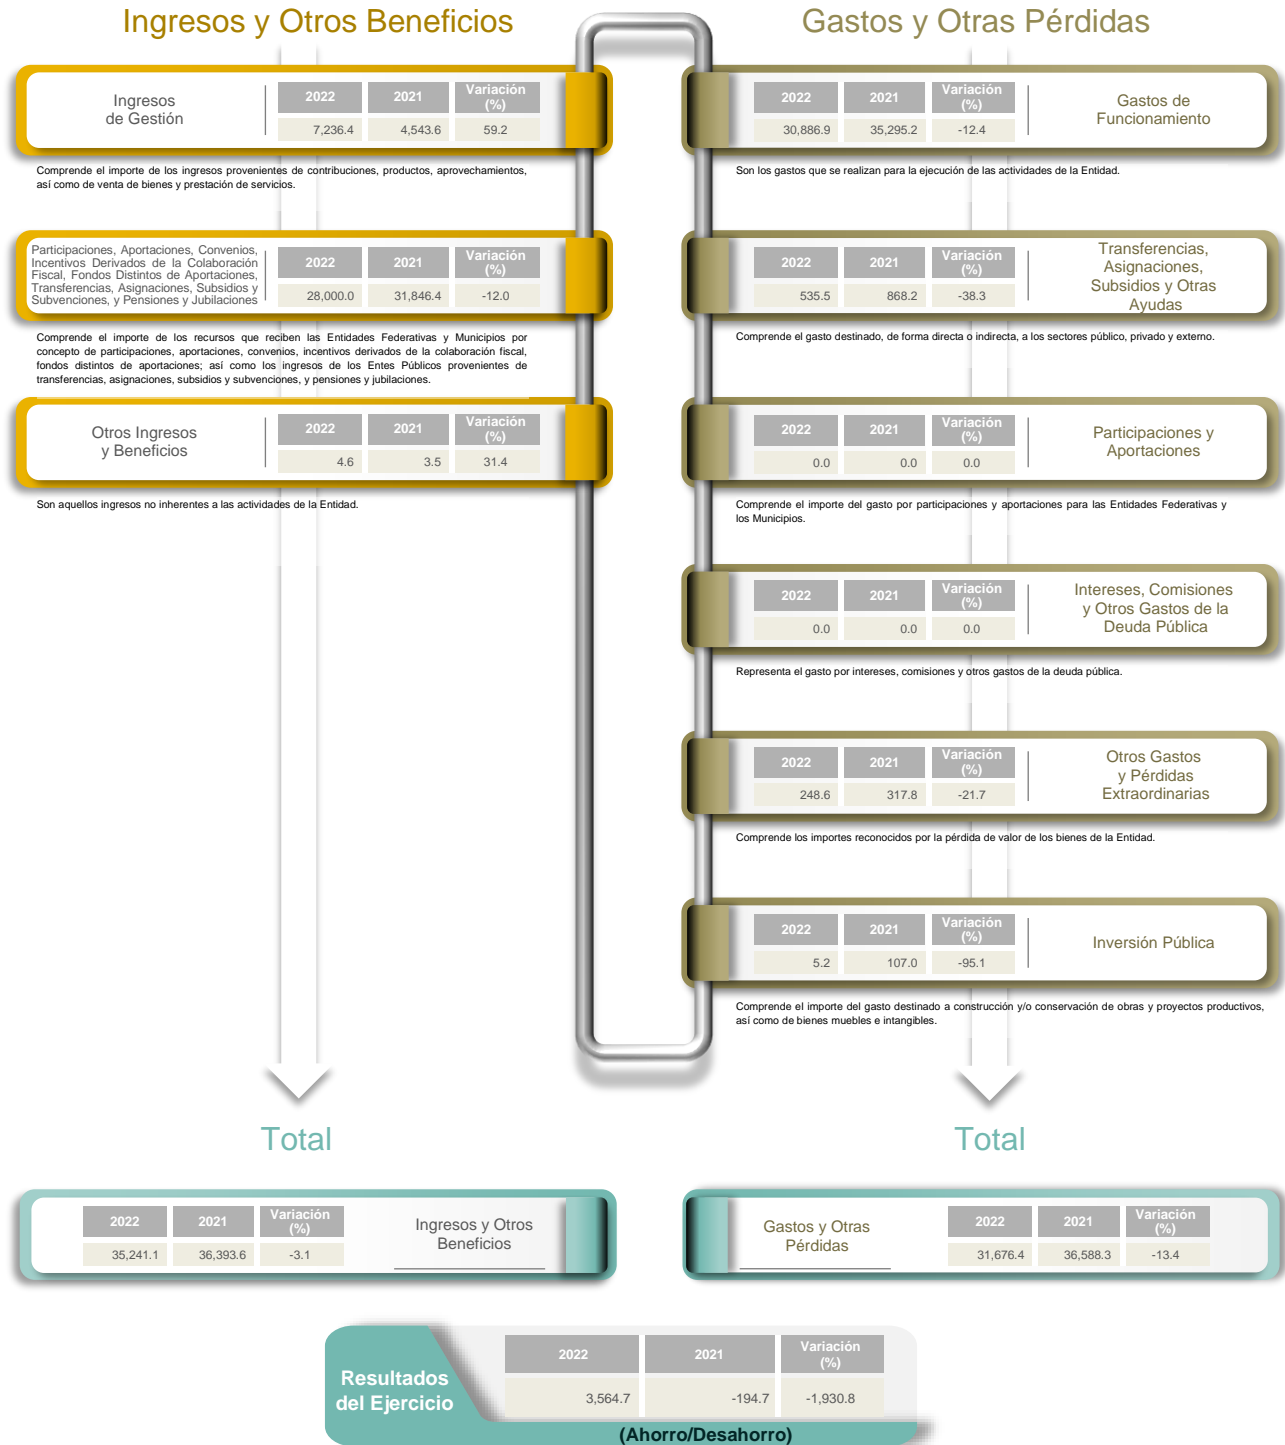 Ingresos y Otros Beneficios
Ingresos
de Gestión
2022 2021 Variación (%)
7,236.4 4,543.6 59.2
Comprende el importe de los ingresos provenientes de contribuciones, productos, aprovechamientos,
así como de venta de bienes y prestación de servicios.
Participaciones, Aportaciones, Convenios,
Incentivos Derivados de la Colaboración
Fiscal, Fondos Distintos de Aportaciones,
Transferencias, Asignaciones, Subsidios y
Subvenciones, y Pensiones y Jubilaciones
2022 2021 Variación (%)
28,000.0 31,846.4 -12.0
Comprende el importe de los recursos que reciben las Entidades Federativas y Municipios por
concepto de participaciones, aportaciones, convenios, incentivos derivados de la colaboración fiscal,
fondos distintos de aportaciones; así como los ingresos de los Entes Públicos provenientes de
transferencias, asignaciones, subsidios y subvenciones, y pensiones y jubilaciones.
Otros Ingresos
y Beneficios
2022 2021 Variación (%)
4.6 3.5 31.4
Son aquellos ingresos no inherentes a las actividades de la Entidad.
Gastos y Otras Pérdidas
2022 2021 Variación (%)
30,886.9 35,295.2 -12.4
Gastos de
Funcionamiento
Son los gastos que se realizan para la ejecución de las actividades de la Entidad.
2022 2021 Variación (%)
535.5 868.2 -38.3
Transferencias,
Asignaciones,
Subsidios y Otras
Ayudas
Comprende el gasto destinado, de forma directa o indirecta, a los sectores público, privado y externo.
2022 2021 Variación (%)
0.0 0.0 0.0
Participaciones y
Aportaciones
Comprende el importe del gasto por participaciones y aportaciones para las Entidades Federativas y
los Municipios.
2022 2021 Variación (%)
0.0 0.0 0.0
Intereses, Comisiones
y Otros Gastos de la
Deuda Pública
Representa el gasto por intereses, comisiones y otros gastos de la deuda pública.
2022 2021 Variación (%)
248.6 317.8 -21.7
Otros Gastos
y Pérdidas
Extraordinarias
Comprende los importes reconocidos por la pérdida de valor de los bienes de la Entidad.
2022 2021 Variación (%)
5.2 107.0 -95.1
Inversión Pública
Comprende el importe del gasto destinado a construcción y/o conservación de obras y proyectos productivos,
así como de bienes muebles e intangibles.
Total
2022 2021 Variación (%)
35,241.1 36,393.6 -3.1
Ingresos y Otros
Beneficios
Total
Gastos y Otras
Pérdidas
2022 2021 Variación (%)
31,676.4 36,588.3 -13.4
Resultados
del Ejercicio
2022 2021 Variación (%)
3,564.7 -194.7 -1,930.8
(Ahorro/Desahorro)